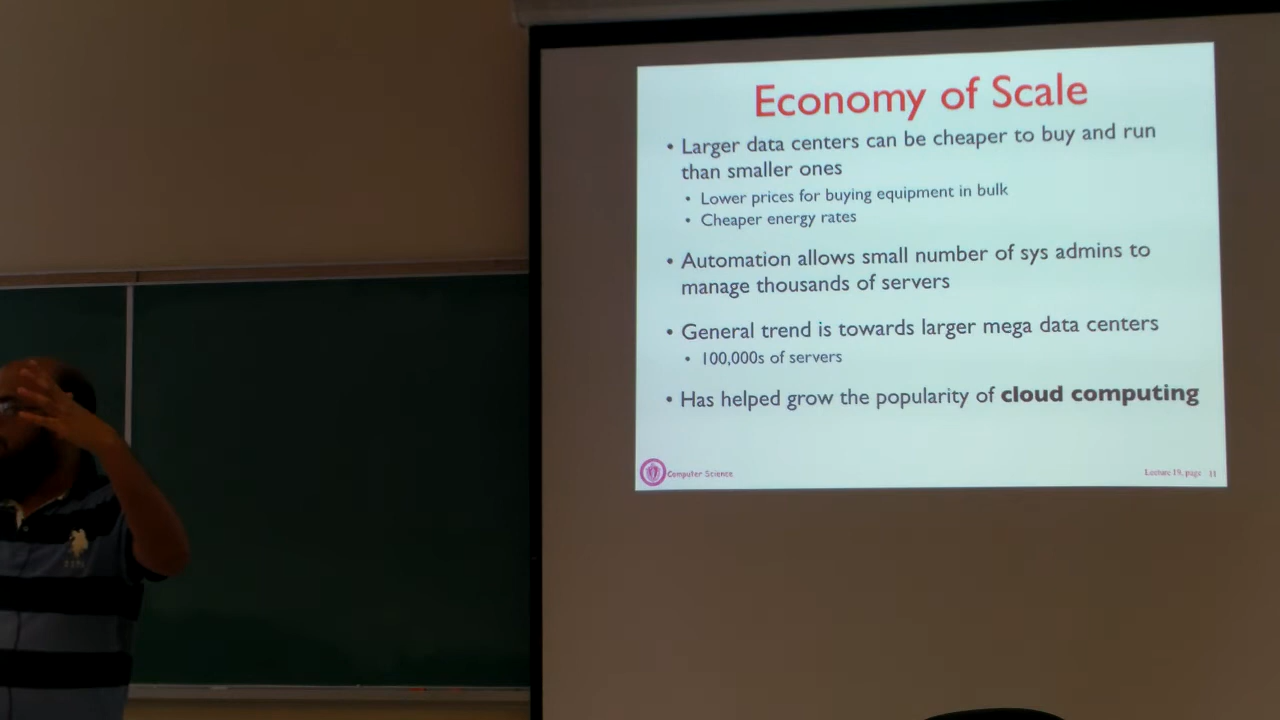 Economy of Scale
• Larger data centers can be cheaper to buy and run
than smaller ones
• Lower prices for buying equipment in bulk
• Cheaper energy rates
• Automation allows small number of sys admins to
manage thousands of servers
• General trend is towards larger mega data centers
• 100,000s of servers
• Has helped grow the popularity of cloud computing
Computer Science
Lecture 19, page 11